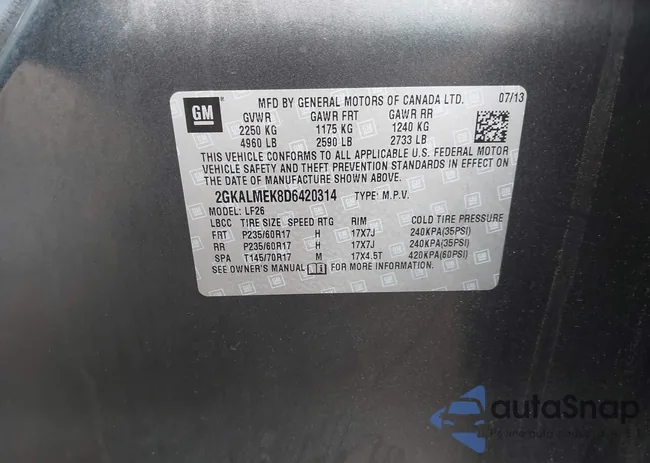 GM
MFD BY GENERAL MOTORS OF CANADA LTD. 07/13
GVWR GAWR FRT GAWR RR
2250 KG 1175 KG 1240 KG
4960 LB 2590 LB 2733 LB
THIS VEHICLE CONFORMS TO ALL APPLICABLE U.S. FEDERAL MOTOR
VEHICLE SAFETY AND THEFT PREVENTION STANDARDS IN EFFECT ON
THE DATE OF MANUFACTURE SHOWN ABOVE.
2GKALMEK8D6420314 TYPE: M.P.V.
MODEL: LF26
LBCC TIRE SIZE SPEED RTG RIM COLD TIRE PRESSURE
FRT P235/60R17 H 17X7J 240KPA(35PSI)
RR P235/60R17 H 17X7J 240KPA(35PSI)
SPA T145/70R17 M 17X4.5T 420KPA(60PSI)
SEE OWNER'S MANUAL FOR MORE INFORMATION.
autoSnap